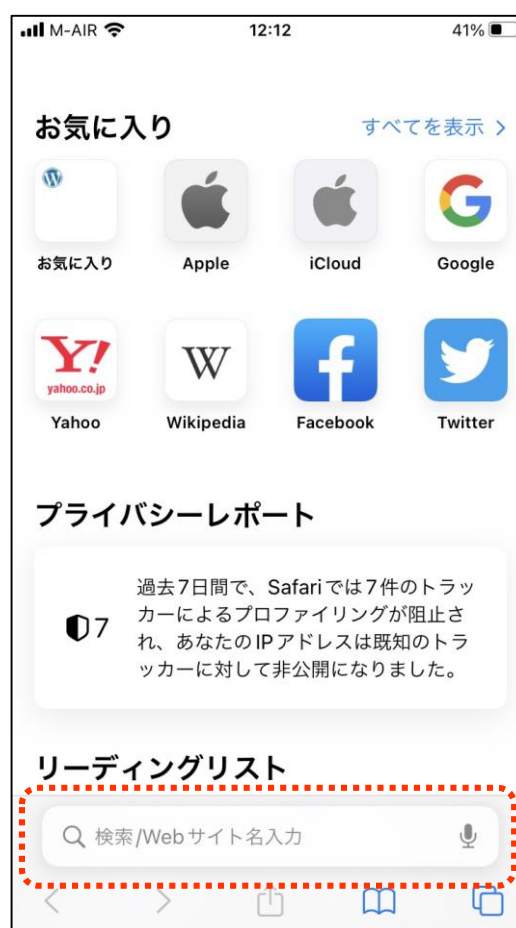 M-AIR 12:12 41%
お気に入り すべてを表示 >
お気に入り Apple iCloud Google
Y!
yahoo.co.jp
W
f
Yahoo Wikipedia Facebook Twitter
プライバシーレポート
過去7日間で、Safariでは7件のトラッ
7 カーによるプロファイリングが阻止さ
れ、あなたのIPアドレスは既知のトラ
ッカーに対して非公開になりました。
リーディングリスト
検索/Webサイト名入力